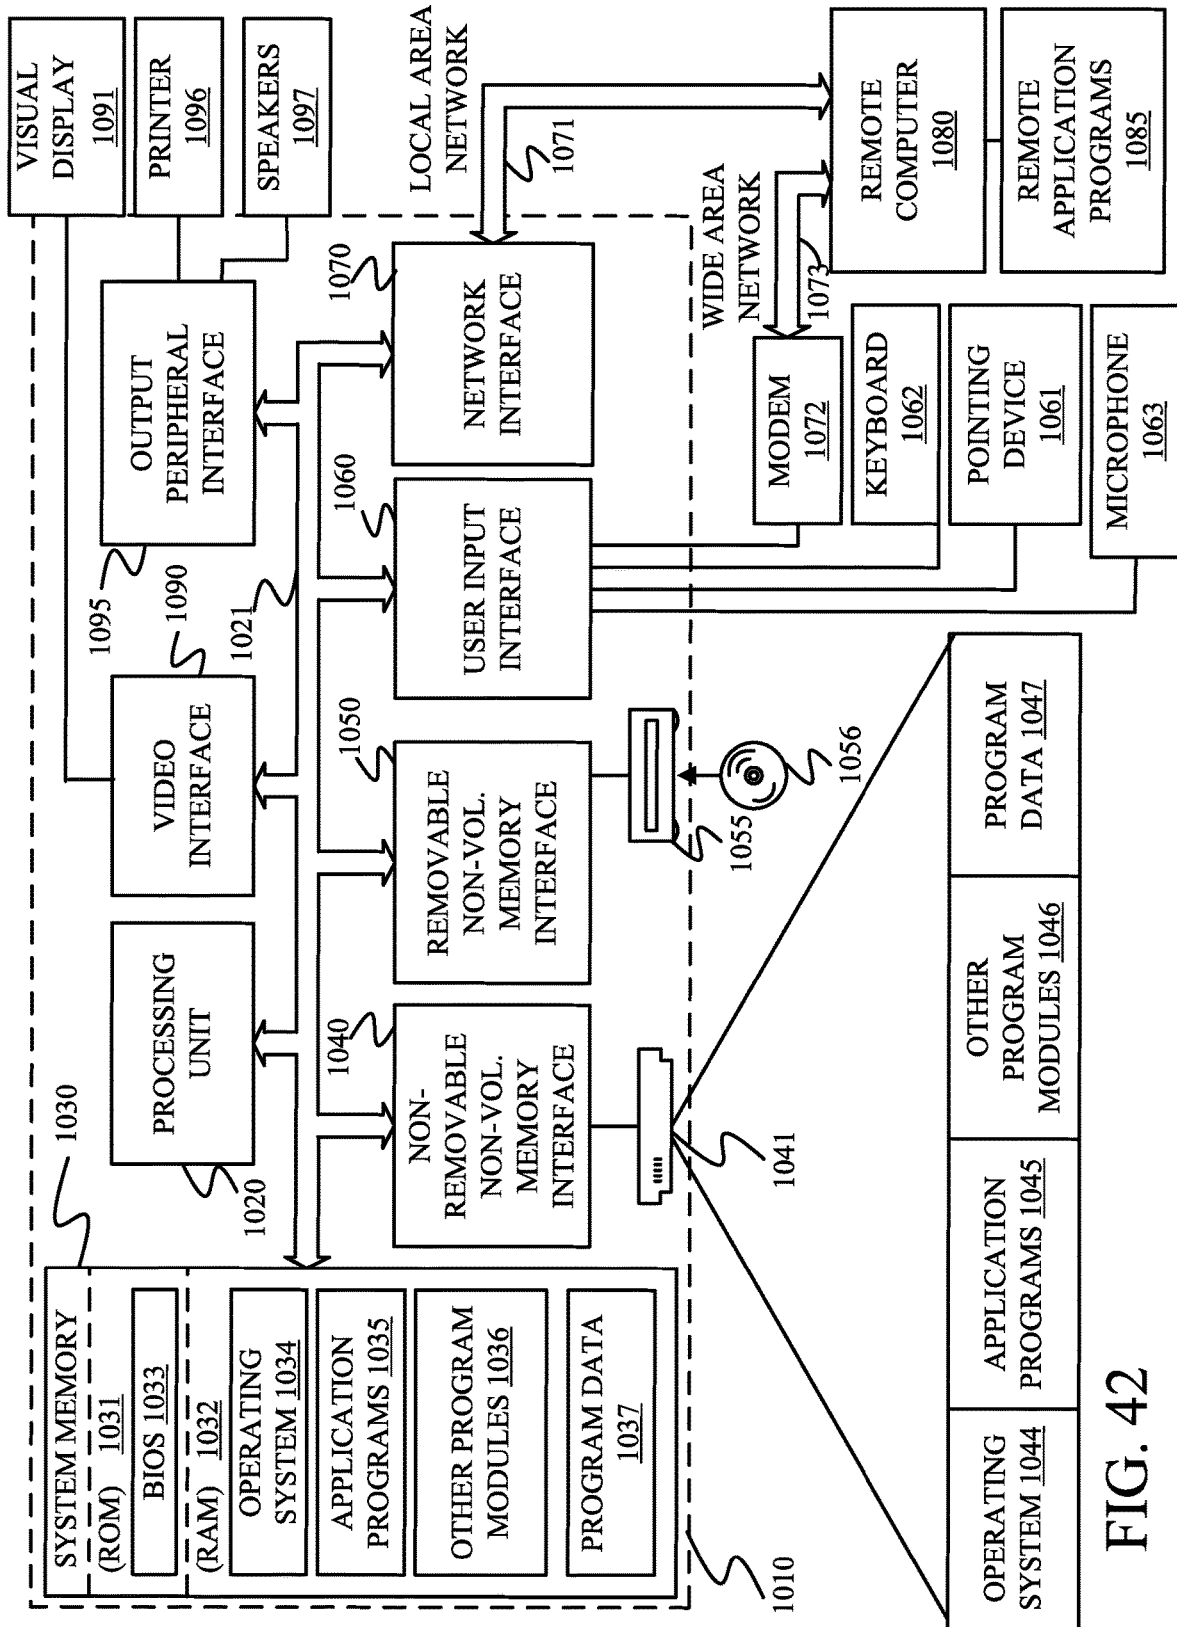 SYSTEM MEMORY
(ROM) 1031
BIOS 1033
(RAM) 1032
OPERATING
SYSTEM 1034
APPLICATION
PROGRAMS 1035
OTHER PROGRAM
MODULES 1036
PROGRAM DATA
1037
1030
1010
PROCESSING
UNIT
1020
VIDEO
INTERFACE
1090
1021
OUTPUT
PERIPHERAL
INTERFACE
1095
VISUAL
DISPLAY
1091
PRINTER
1096
SPEAKERS
1097
NON-
REMOVABLE
NON-VOL.
MEMORY
INTERFACE
1040
REMOVABLE
NON-VOL.
MEMORY
INTERFACE
1050
USER INPUT
INTERFACE
1060
NETWORK
INTERFACE
1070
LOCAL AREA
NETWORK
1071
WIDE AREA
NETWORK
1073
1041
1055
1056
MODEM
1072
KEYBOARD
1062
POINTING
DEVICE
1061
MICROPHONE
1063
REMOTE
COMPUTER
1080
REMOTE
APPLICATION
PROGRAMS
1085
OPERATING
SYSTEM 1044
APPLICATION
PROGRAMS 1045
OTHER
PROGRAM
MODULES 1046
PROGRAM
DATA 1047
FIG. 42